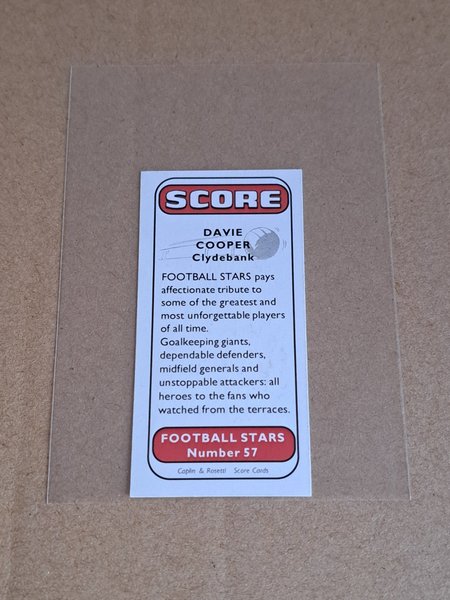 SCORE
DAVIE
COOPER
Clydebank
FOOTBALL STARS pays
affectionate tribute to
some of the greatest and
most unforgettable players
of all time.
Goalkeeping giants,
dependable defenders,
midfield generals and
unstoppable attackers: all
heroes to the fans who
watched from the terraces.
FOOTBALL STARS
Number 57
Caplin & Rosetti Score Cards